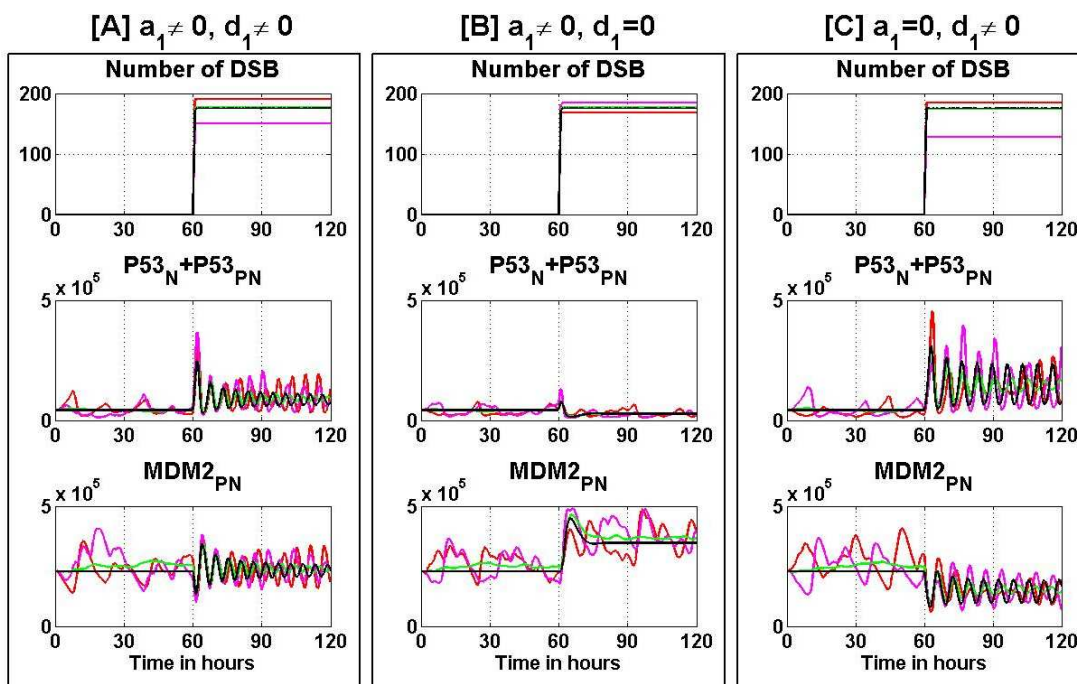 [A] a1 ≠ 0, d1 ≠ 0
Number of DSB
200
100
0
0 30 60 90 120
P53N+P53PN
x 10^5
5
0
0 30 60 90 120
MDM2PN
x 10^5
5
0
0 30 60 90 120
Time in hours
[B] a1 ≠ 0, d1=0
Number of DSB
200
100
0
0 30 60 90 120
P53N+P53PN
x 10^5
5
0
0 30 60 90 120
MDM2PN
x 10^5
5
0
0 30 60 90 120
Time in hours
[C] a1=0, d1 ≠ 0
Number of DSB
200
100
0
0 30 60 90 120
P53N+P53PN
x 10^5
5
0
0 30 60 90 120
MDM2PN
x 10^5
5
0
0 30 60 90 120
Time in hours